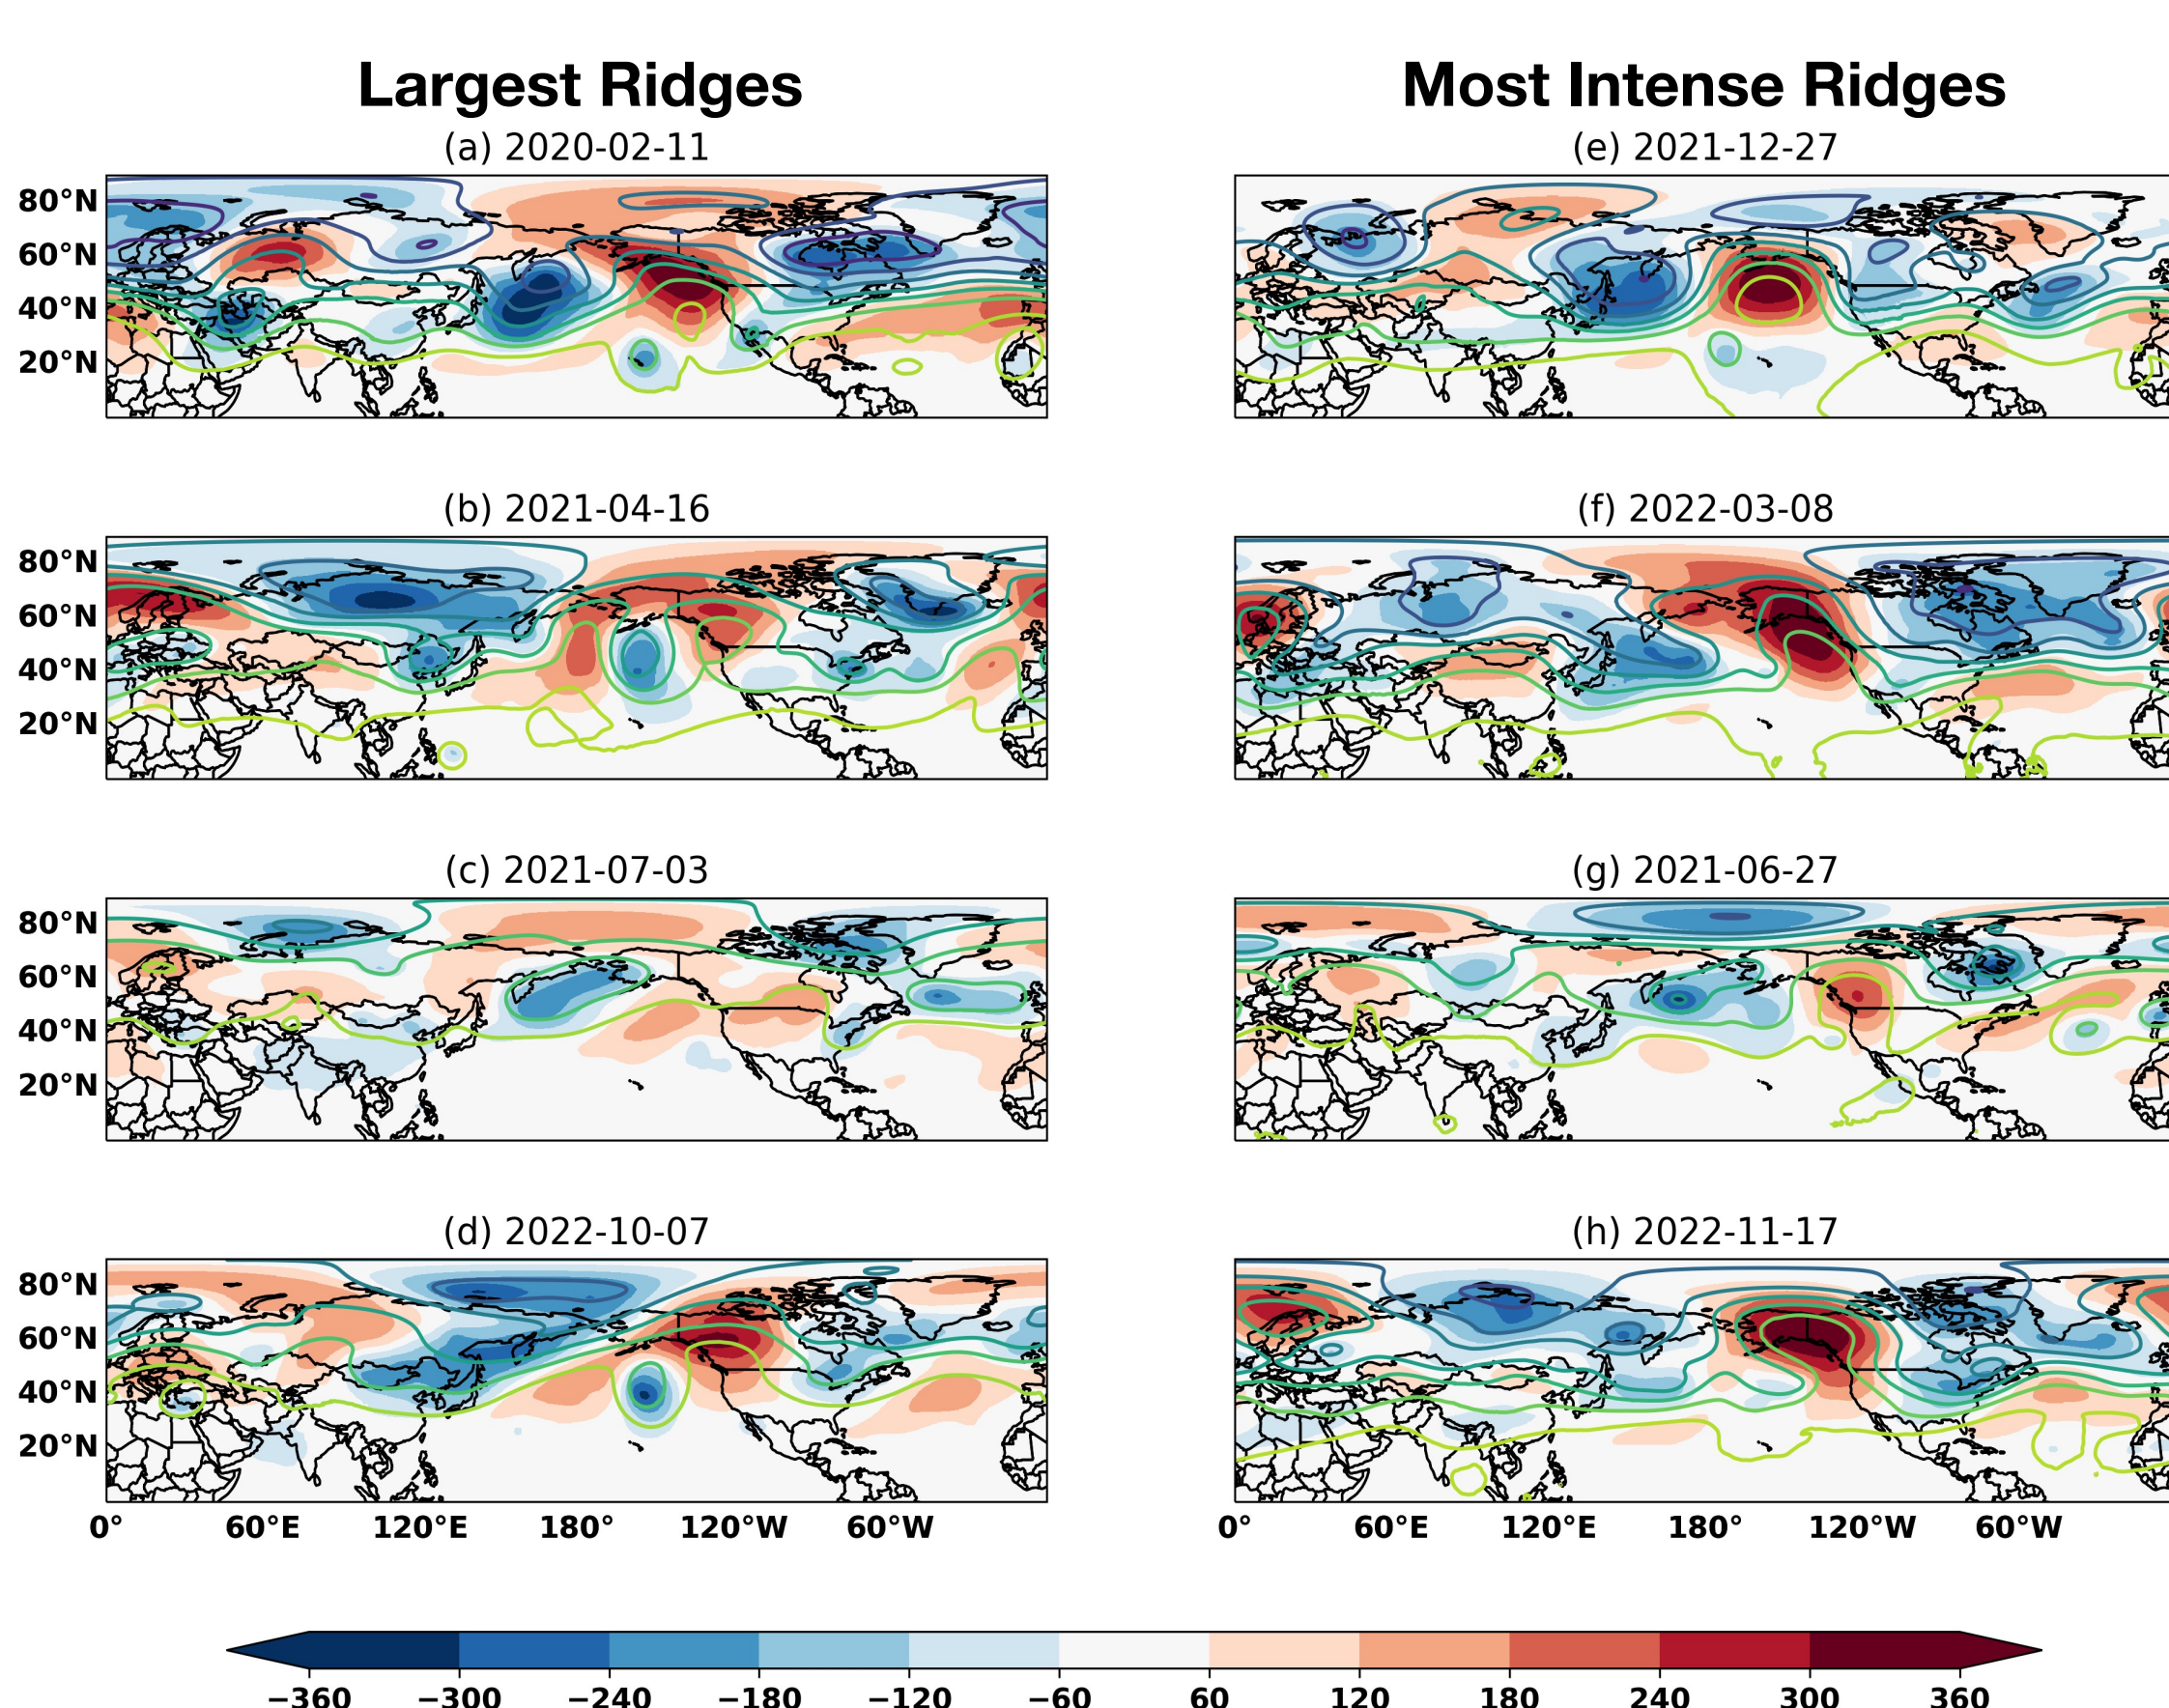 Largest Ridges
Most Intense Ridges
(a) 2020-02-11
(e) 2021-12-27
80°N
60°N
40°N
20°N
(b) 2021-04-16
(f) 2022-03-08
80°N
60°N
40°N
20°N
(c) 2021-07-03
(g) 2021-06-27
80°N
60°N
40°N
20°N
(d) 2022-10-07
(h) 2022-11-17
80°N
60°N
40°N
20°N
0° 60°E 120°E 180° 120°W 60°W
0° 60°E 120°E 180° 120°W 60°W
−360 −300 −240 −180 −120 −60 60 120 180 240 300 360